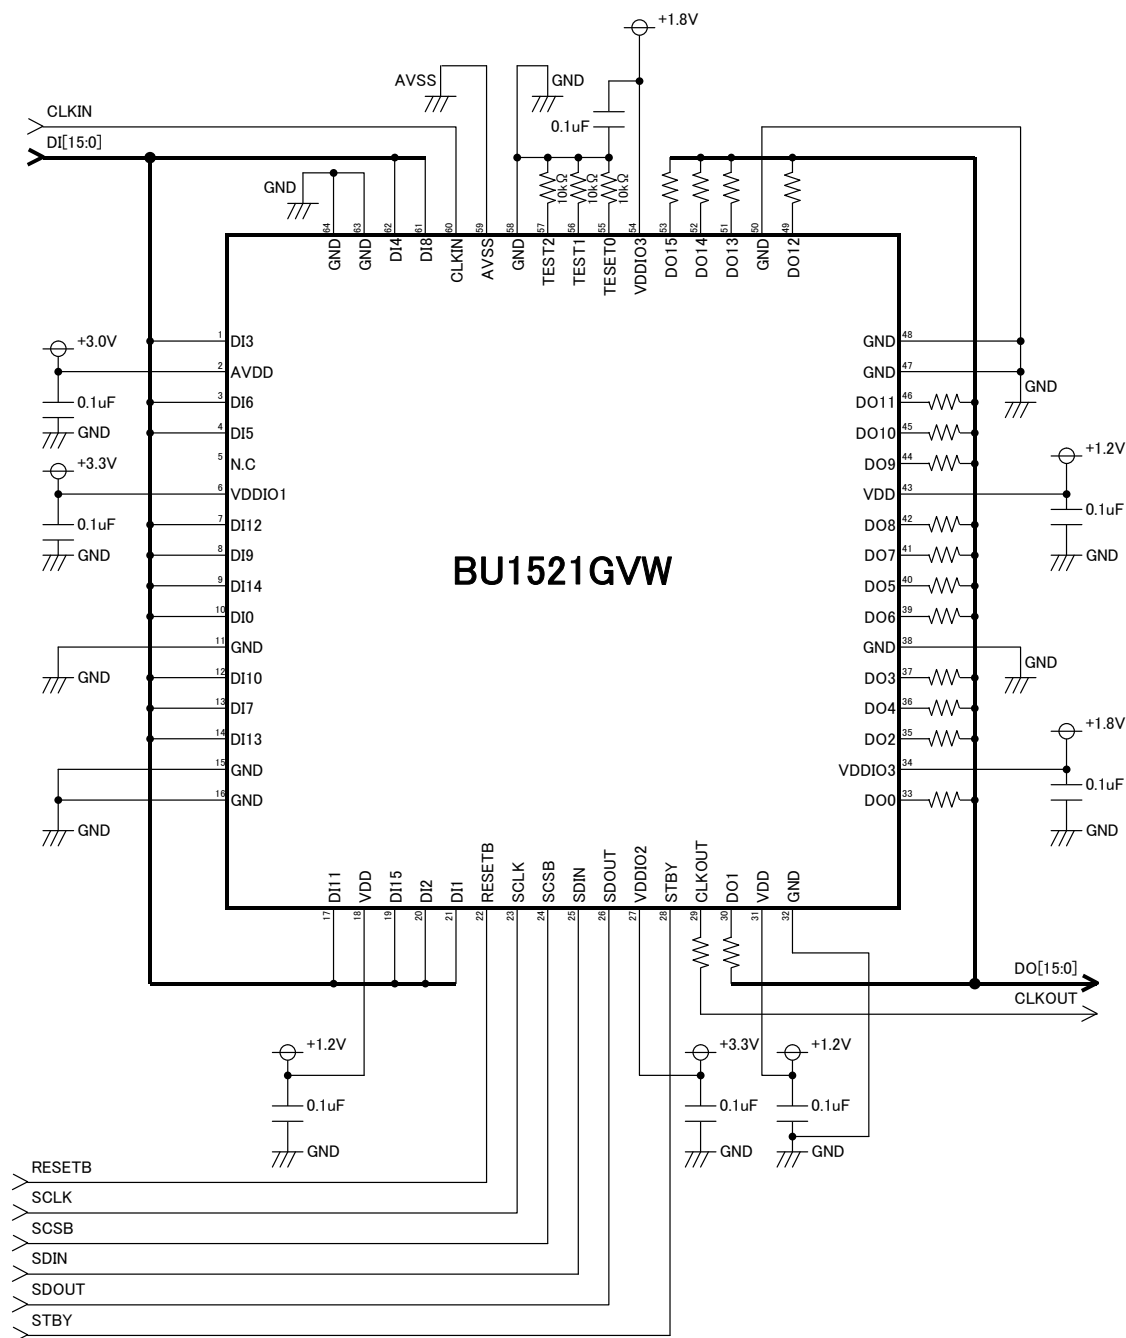 +1.8V
AVSS
GND
CLKIN
0.1uF
DI[15:0]
GND
10kΩ
10kΩ
10kΩ
64
63
62
61
60
59
58
57
56
55
54
53
52
51
50
49
GND
GND
DI4
DI8
CLKIN
AVSS
GND
TEST2
TEST1
TESET0
VDDIO3
DO15
DO14
DO13
GND
DO12
+3.0V
0.1uF
GND
+3.3V
0.1uF
GND
GND
GND
1 DI3
2 AVDD
3 DI6
4 DI5
5 N.C
6 VDDIO1
7 DI12
8 DI9
9 DI14
10 DI0
11 GND
12 DI10
13 DI7
14 DI13
15 GND
16 GND
BU1521GVW
GND 48
GND 47
DO11 46
DO10 45
DO9 44
VDD 43
DO8 42
DO7 41
DO5 40
DO6 39
GND 38
DO3 37
DO4 36
DO2 35
VDDIO3 34
DO0 33
GND
+1.2V
0.1uF
GND
GND
+1.8V
0.1uF
GND
DI11
VDD
DI15
DI2
DI1
RESETB
SCLK
SCSB
SDIN
SDOUT
VDDIO2
STBY
CLKOUT
DO1
VDD
GND
17
18
19
20
21
22
23
24
25
26
27
28
29
30
31
32
DO[15:0]
CLKOUT
+1.2V
0.1uF
GND
+3.3V
0.1uF
GND
+1.2V
0.1uF
GND
RESETB
SCLK
SCSB
SDIN
SDOUT
STBY